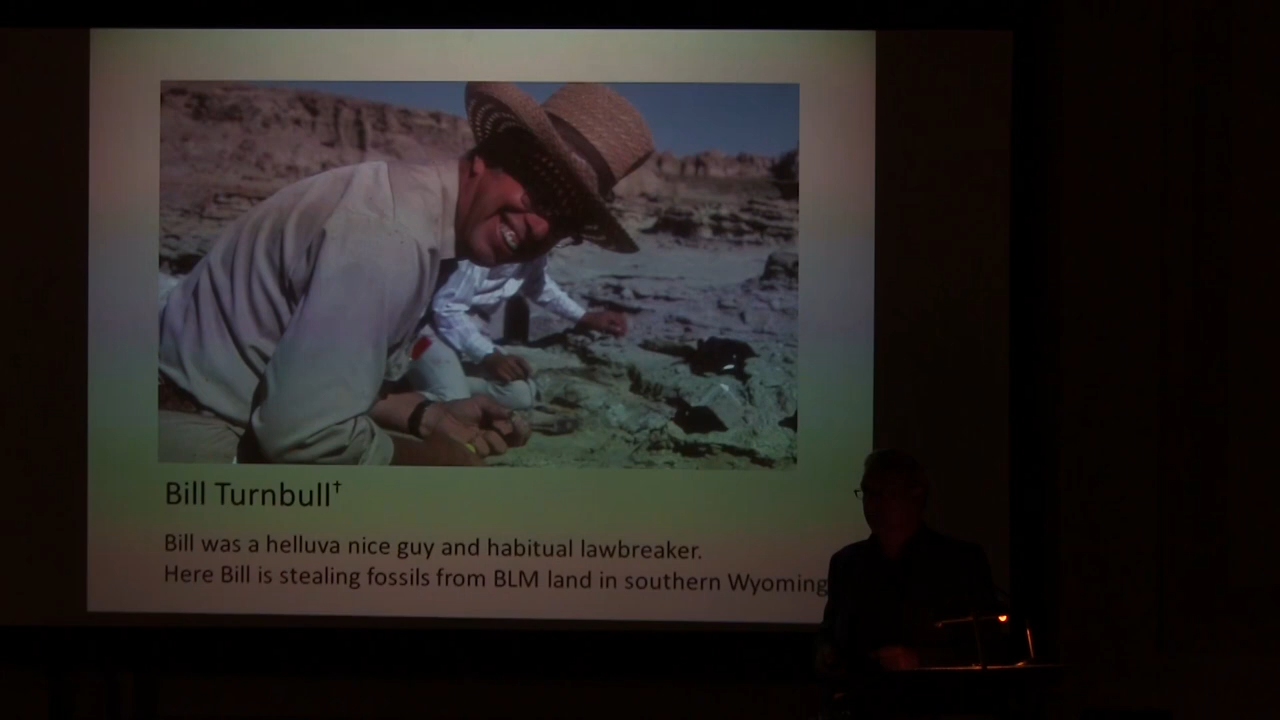 Bill Turnbull†
Bill was a helluva nice guy and habitual lawbreaker.
Here Bill is stealing fossils from BLM land in southern Wyoming